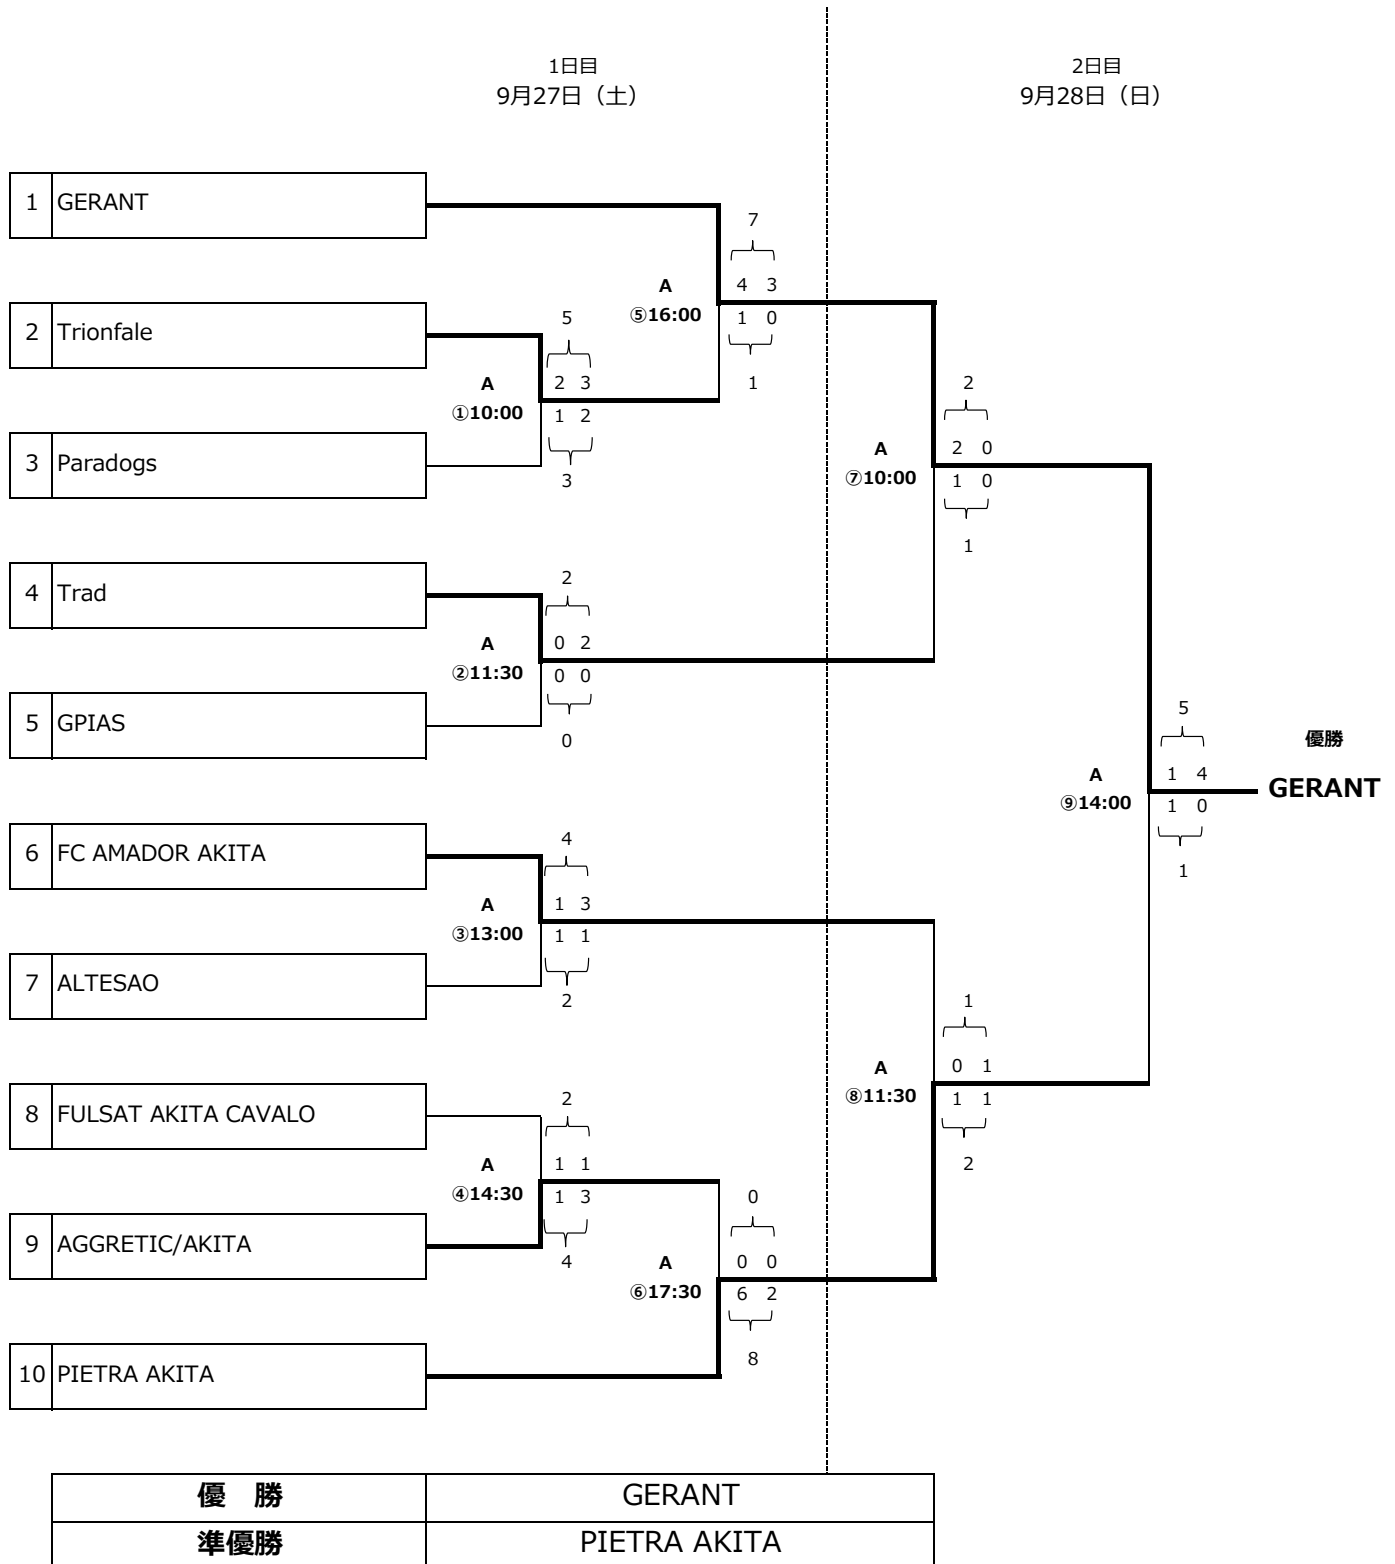 1日目
9月27日（土）
2日目
9月28日（日）
1 GERANT
7
A
⑤16:00
4 3
1 0
1
2 Trionfale
5
A
①10:00
2 3
1 2
3
3 Paradogs
2
A
⑦10:00
2 0
1 0
1
4 Trad
2
A
②11:30
0 2
0 0
0
5 GPIAS
5
A
⑨14:00
1 4
1 0
1
優勝
GERANT
6 FC AMADOR AKITA
4
A
③13:00
1 3
1 1
2
7 ALTESAO
1
A
⑧11:30
0 1
1 1
2
8 FULSAT AKITA CAVALO
2
A
④14:30
1 1
1 3
4
9 AGGRETIC/AKITA
0
A
⑥17:30
0 0
6 2
8
10 PIETRA AKITA
優　勝 GERANT
準優勝 PIETRA AKITA